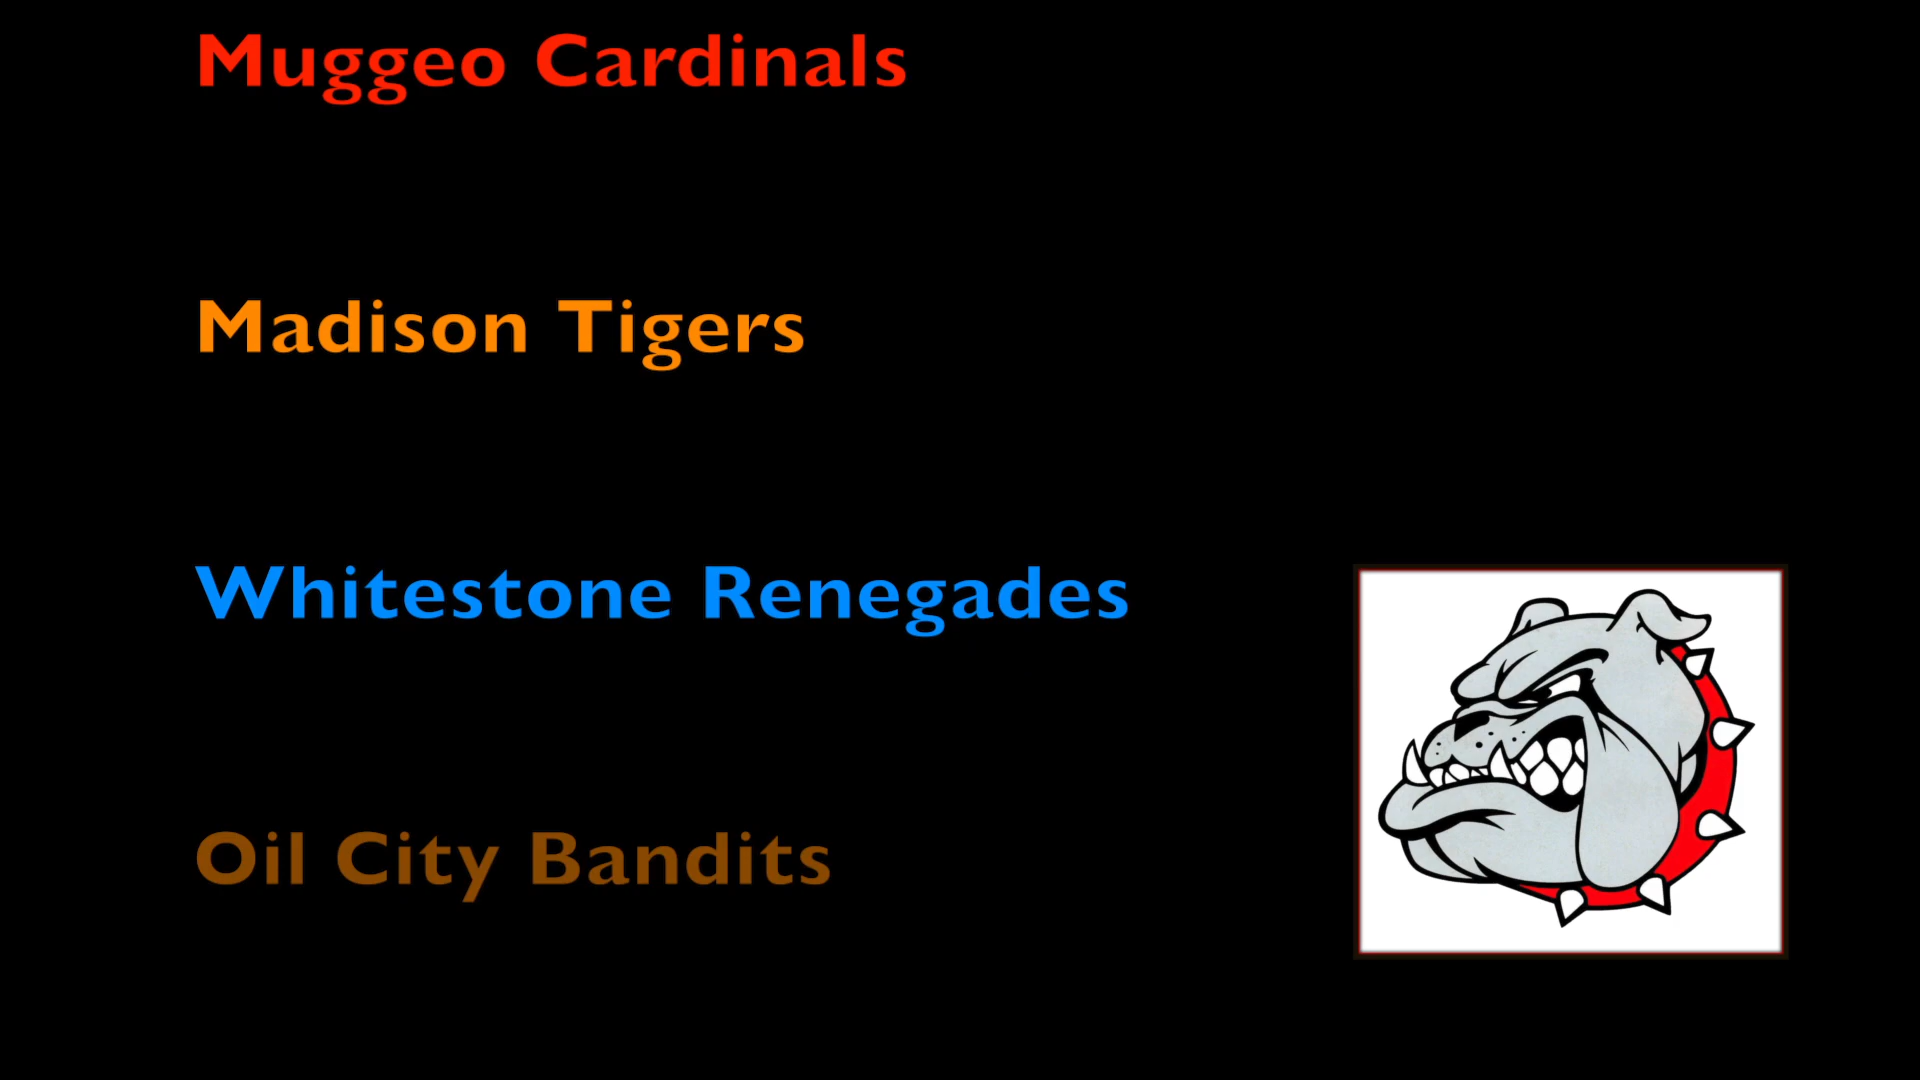 Muggeo Cardinals
Madison Tigers
Whitestone Renegades
Oil City Bandits